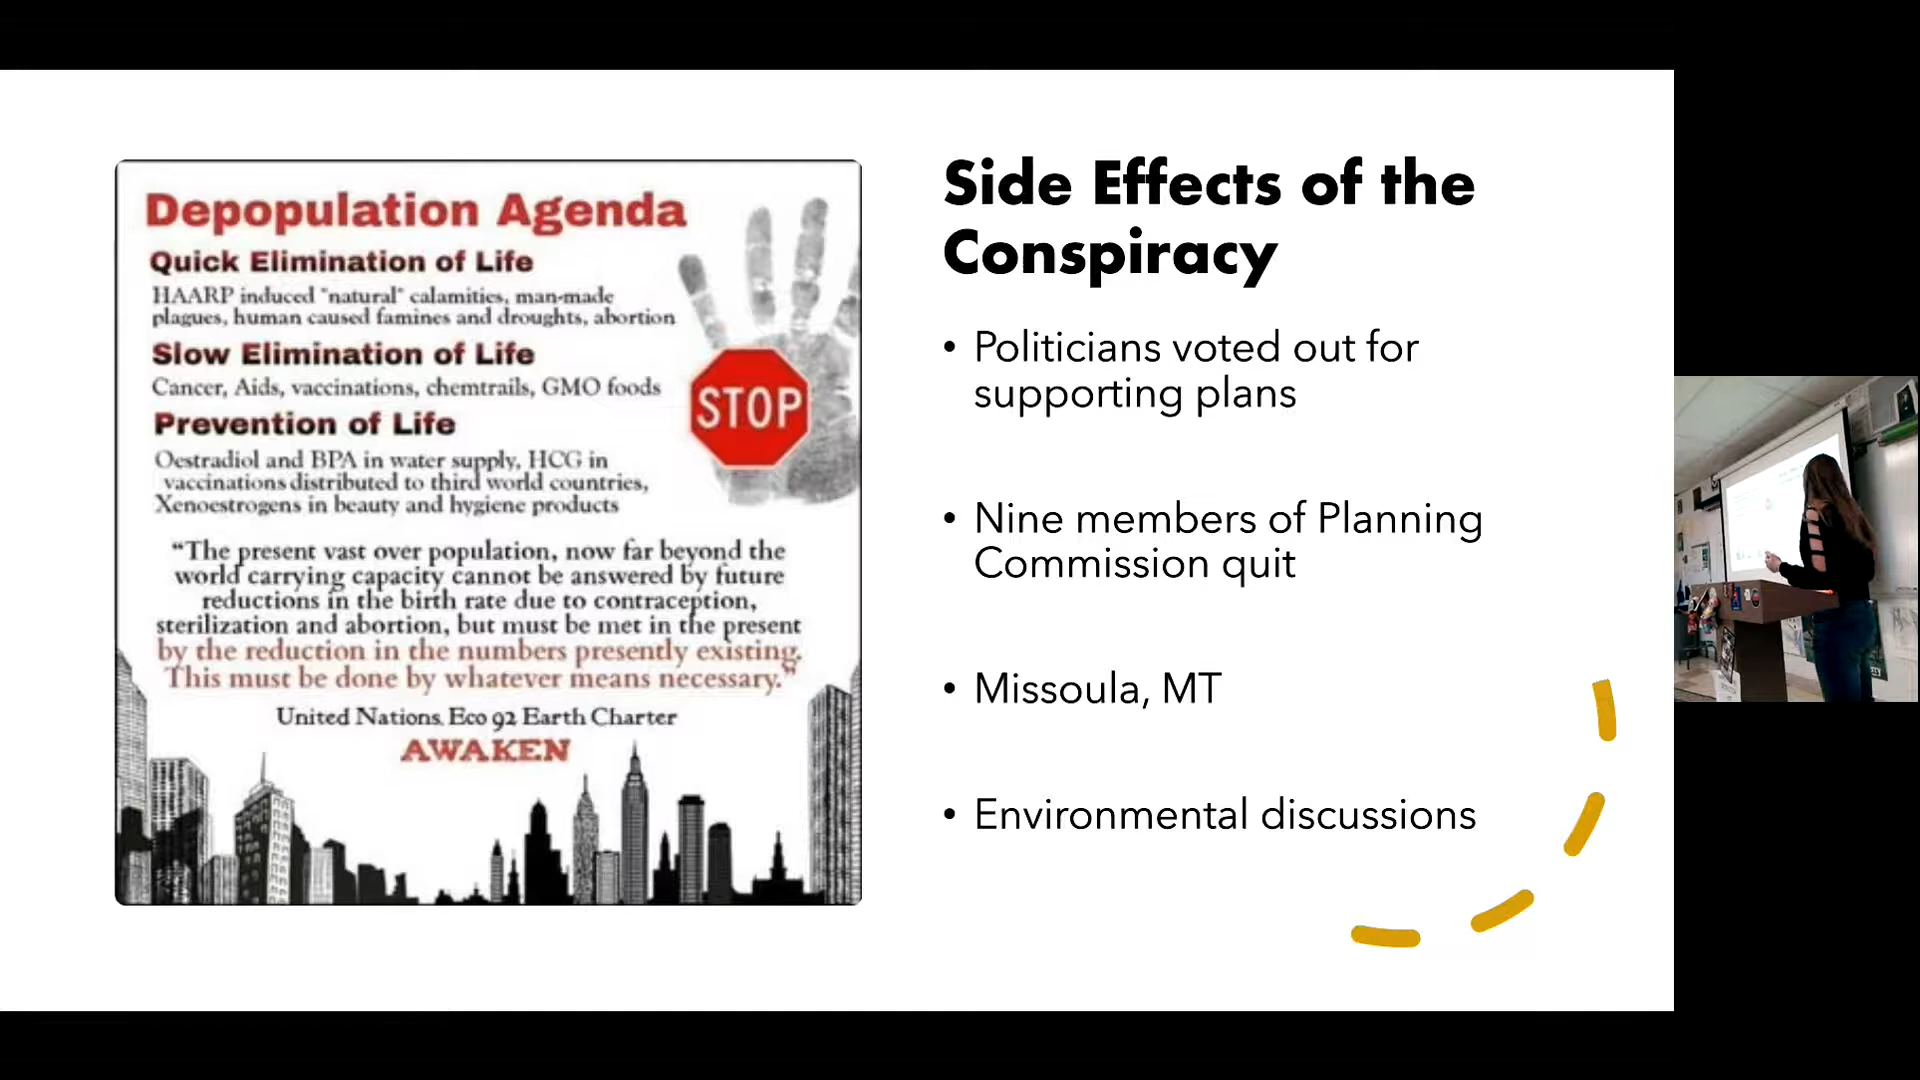 Depopulation Agenda
Quick Elimination of Life
HAARP induced "natural" calamities, man-made
plagues, human caused famines and droughts, abortion
Slow Elimination of Life
Cancer, Aids, vaccinations, chemtrails, GMO foods
Prevention of Life
Oestradiol and BPA in water supply, HCG in
vaccinations distributed to third world countries,
Xenoestrogens in beauty and hygiene products
STOP
“The present vast over population, now far beyond the
world carrying capacity cannot be answered by future
reductions in the birth rate due to contraception,
sterilization and abortion, but must be met in the present
by the reduction in the numbers presently existing.
This must be done by whatever means necessary.”
United Nations, Eco 92 Earth Charter
AWAKEN
Side Effects of the
Conspiracy
• Politicians voted out for
supporting plans
• Nine members of Planning
Commission quit
• Missoula, MT
• Environmental discussions